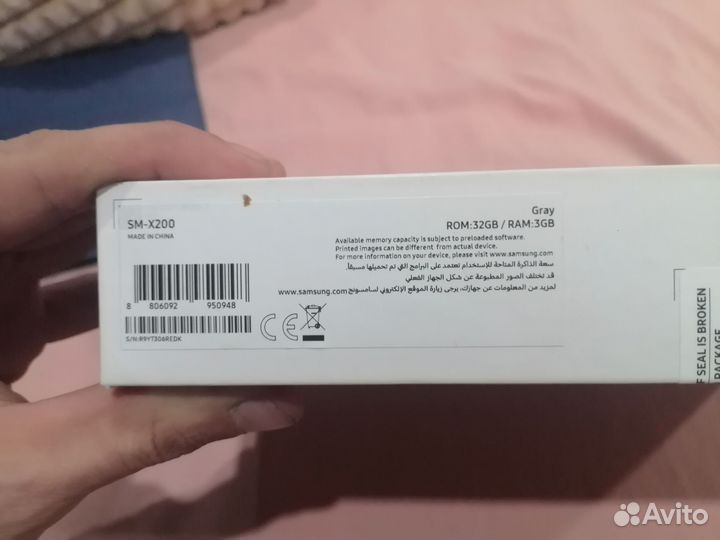 SM-X200
MADE IN CHINA
Gray
ROM:32GB / RAM:3GB
Available memory capacity is subject to preloaded software.
Printed images can be different from actual device.
For more information on your device, please visit www.samsung.com
سعة الذاكرة المتاحة للإستخدام تعتمد على البرامج التي تم تحميلها مسبقاً.
قد تختلف الصور المطبوعة عن شكل الجهاز الفعلي
لمزيد من المعلومات عن جهازك، يرجى زيارة الموقع الإلكتروني لسامسونج www.samsung.com
8 806092 950948
S/N:R9YT306REDK
CE
F SEAL IS BROKEN
PACKAGE
Avito